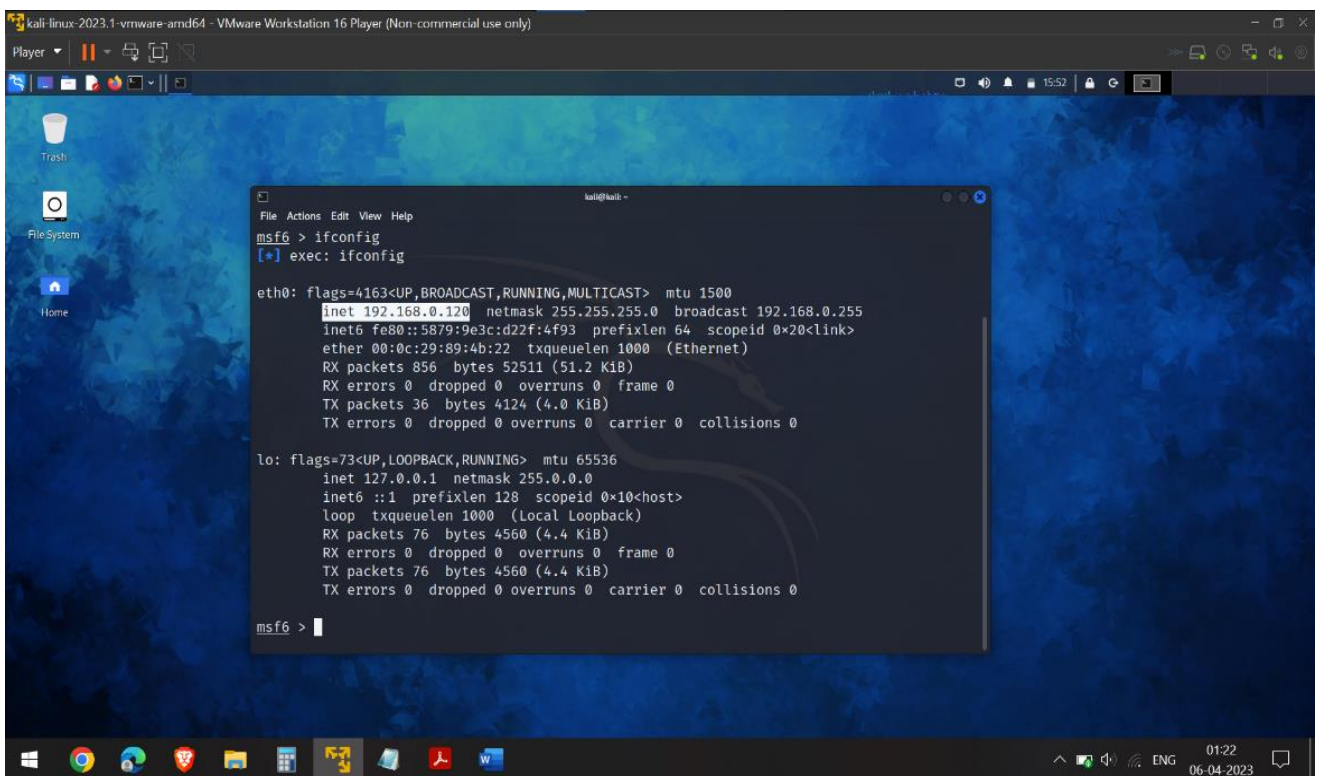 kali-linux-2023.1-vmware-amd64 - VMware Workstation 16 Player (Non-commercial use only)
Player
15:52
Trash
File System
Home
kali@kali: ~
File Actions Edit View Help
msf6 > ifconfig
[*] exec: ifconfig
eth0: flags=4163<UP,BROADCAST,RUNNING,MULTICAST>  mtu 1500
inet 192.168.0.120  netmask 255.255.255.0  broadcast 192.168.0.255
inet6 fe80::5879:9e3c:d22f:4f93  prefixlen 64  scopeid 0×20<link>
ether 00:0c:29:89:4b:22  txqueuelen 1000  (Ethernet)
RX packets 856  bytes 52511 (51.2 KiB)
RX errors 0  dropped 0  overruns 0  frame 0
TX packets 36  bytes 4124 (4.0 KiB)
TX errors 0  dropped 0 overruns 0  carrier 0  collisions 0
lo: flags=73<UP,LOOPBACK,RUNNING>  mtu 65536
inet 127.0.0.1  netmask 255.0.0.0
inet6 ::1  prefixlen 128  scopeid 0×10<host>
loop  txqueuelen 1000  (Local Loopback)
RX packets 76  bytes 4560 (4.4 KiB)
RX errors 0  dropped 0  overruns 0  frame 0
TX packets 76  bytes 4560 (4.4 KiB)
TX errors 0  dropped 0 overruns 0  carrier 0  collisions 0
msf6 >
ENG
01:22
06-04-2023